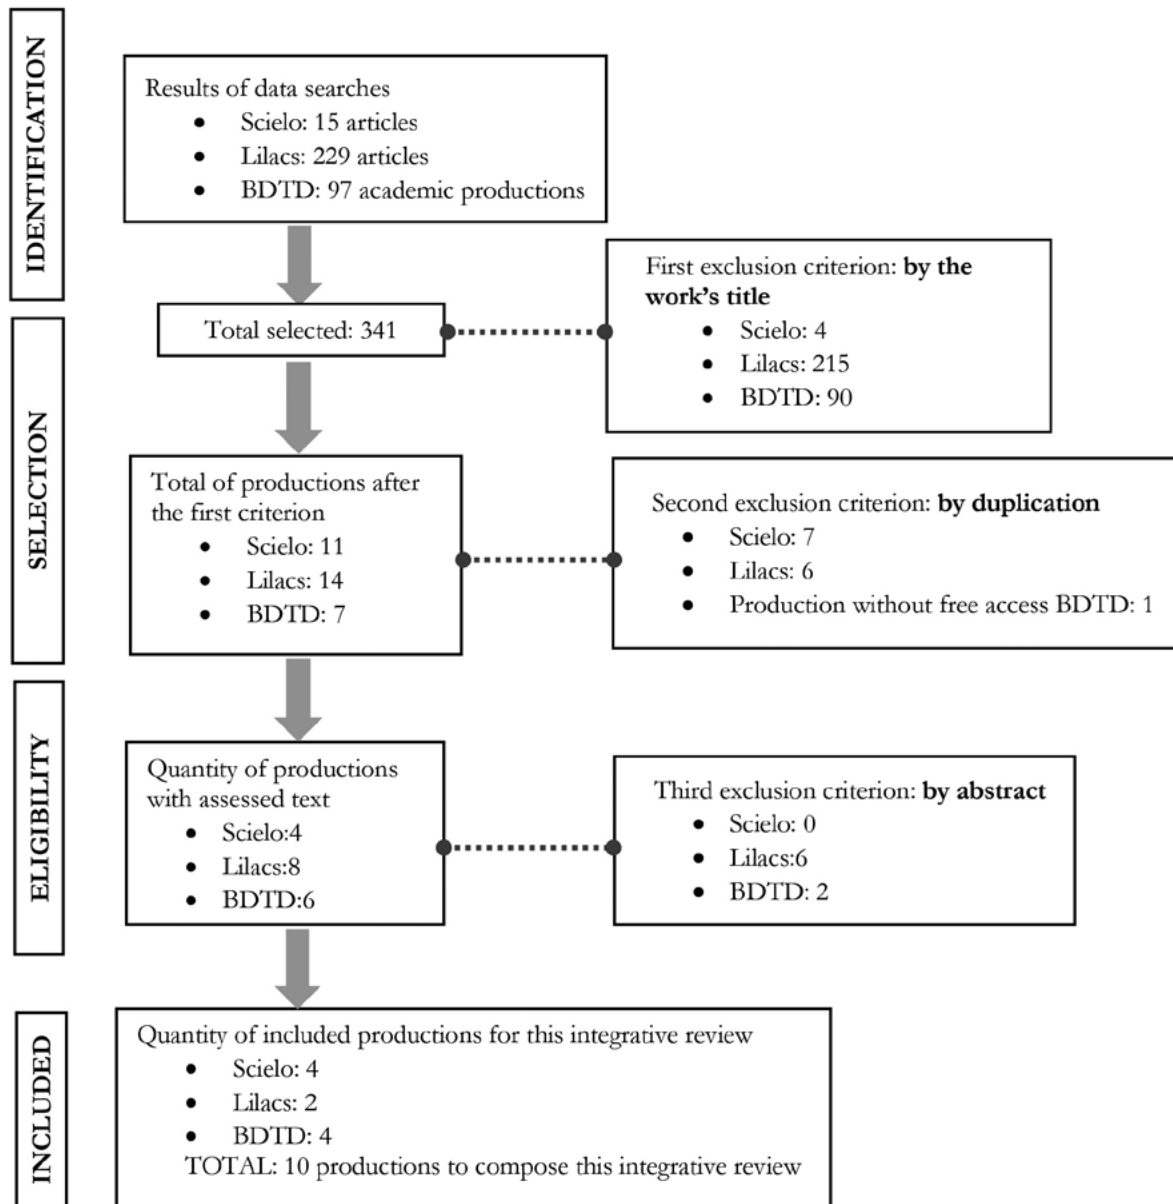 IDENTIFICATION
Results of data searches
• Scielo: 15 articles
• Lilacs: 229 articles
• BDTD: 97 academic productions
First exclusion criterion: by the
work's title
• Scielo: 4
• Lilacs: 215
• BDTD: 90
SELECTION
Total selected: 341
Total of productions after
the first criterion
• Scielo: 11
• Lilacs: 14
• BDTD: 7
Second exclusion criterion: by duplication
• Scielo: 7
• Lilacs: 6
• Production without free access BDTD: 1
ELIGIBILITY
Quantity of productions
with assessed text
• Scielo:4
• Lilacs:8
• BDTD:6
Third exclusion criterion: by abstract
• Scielo: 0
• Lilacs:6
• BDTD: 2
INCLUDED
Quantity of included productions for this integrative review
• Scielo: 4
• Lilacs: 2
• BDTD: 4
TOTAL: 10 productions to compose this integrative review